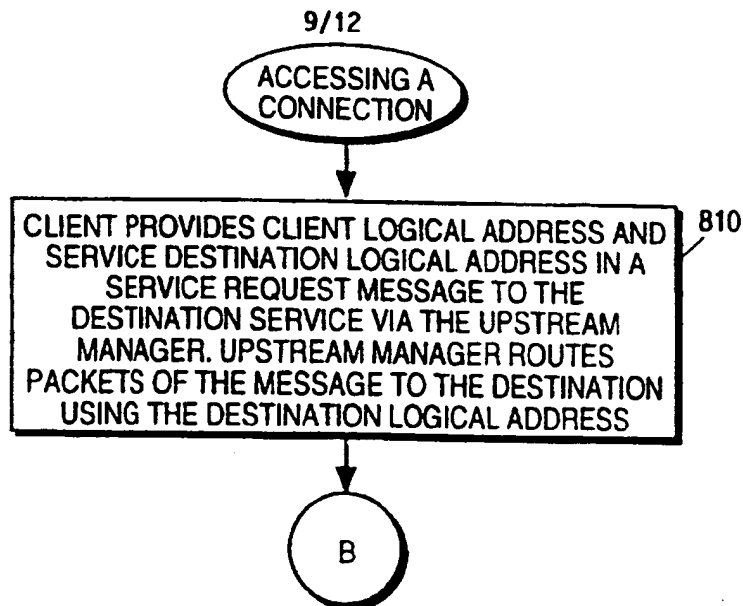 9/12
ACCESSING A
CONNECTION
CLIENT PROVIDES CLIENT LOGICAL ADDRESS AND
SERVICE DESTINATION LOGICAL ADDRESS IN A
SERVICE REQUEST MESSAGE TO THE
DESTINATION SERVICE VIA THE UPSTREAM
MANAGER. UPSTREAM MANAGER ROUTES
PACKETS OF THE MESSAGE TO THE DESTINATION
USING THE DESTINATION LOGICAL ADDRESS
810
B